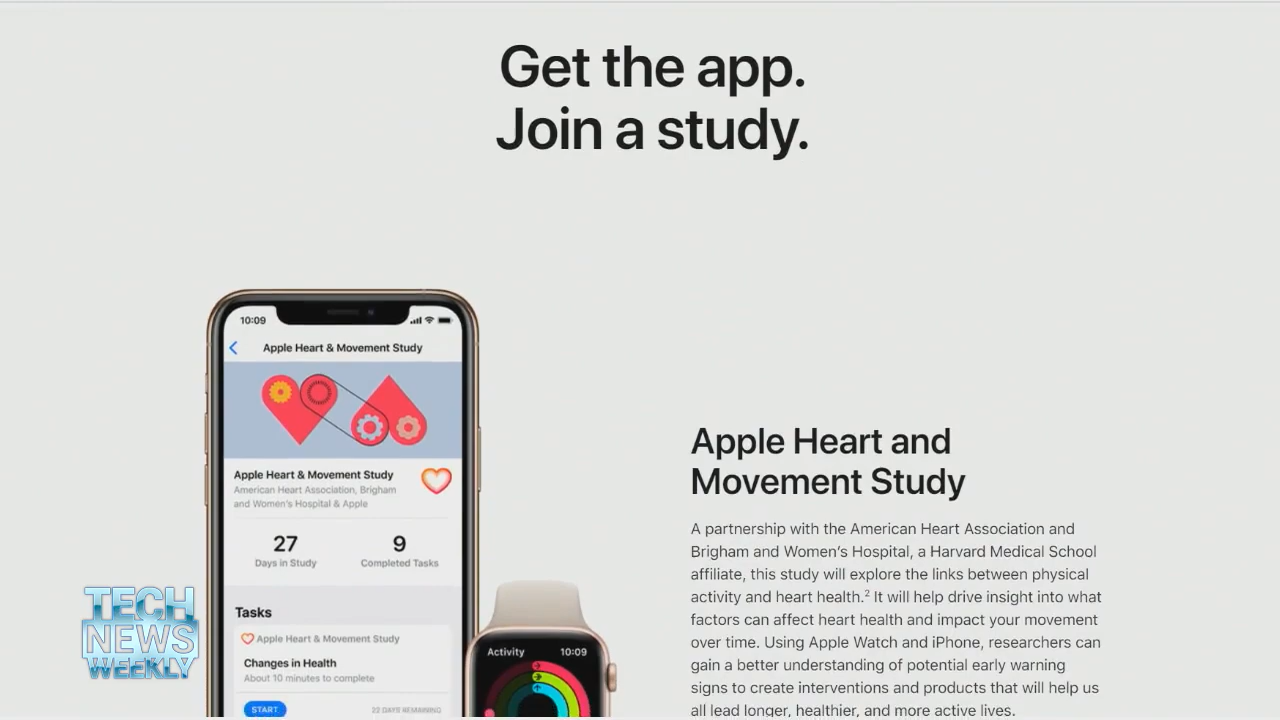 Get the app.
Join a study.
10:09
Apple Heart & Movement Study
Apple Heart & Movement Study
American Heart Association, Brigham
and Women's Hospital & Apple
27
9
Days in Study
Completed Tasks
Tasks
Apple Heart & Movement Study
Changes in Health
About 10 minutes to complete
START
22 DAYS REMAINING
Activity
10:09
Apple Heart and
Movement Study
A partnership with the American Heart Association and
Brigham and Women's Hospital, a Harvard Medical School
affiliate, this study will explore the links between physical
activity and heart health.2 It will help drive insight into what
factors can affect heart health and impact your movement
over time. Using Apple Watch and iPhone, researchers can
gain a better understanding of potential early warning
signs to create interventions and products that will help us
all lead longer, healthier, and more active lives.
TECH
NEWS
WEEKLY